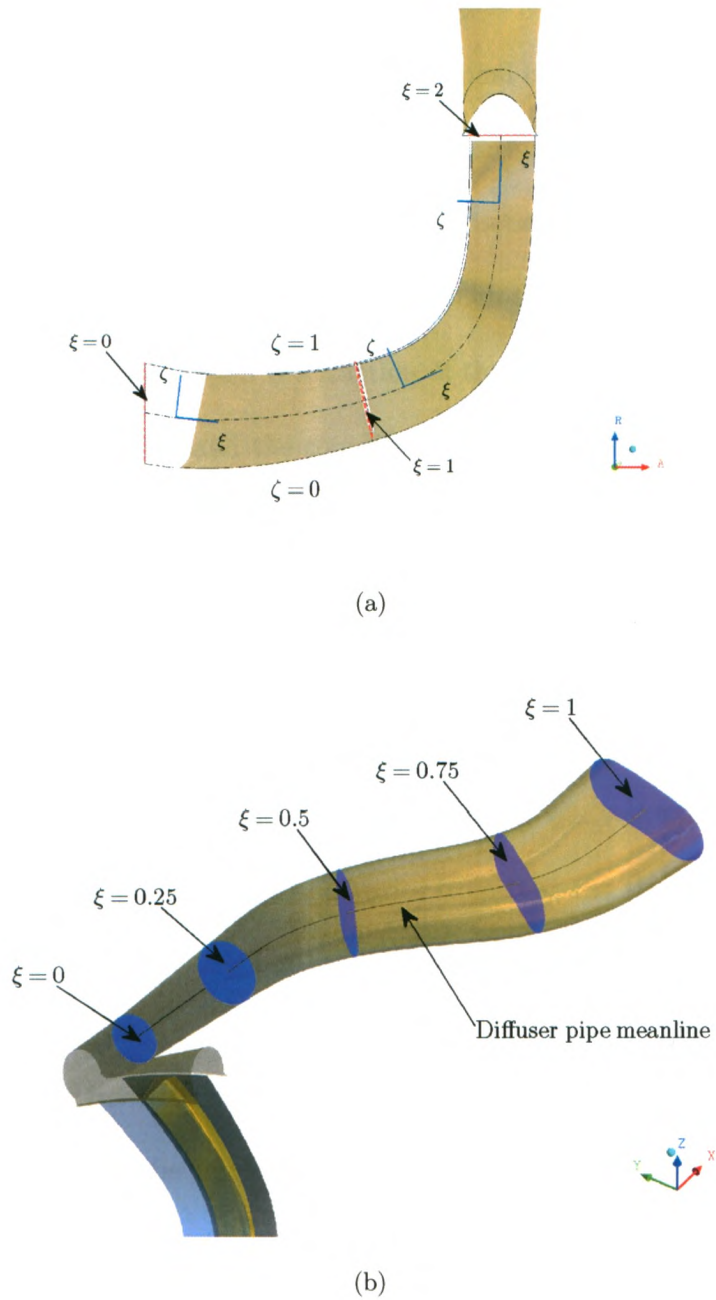 ξ = 2
ξ
ζ
ξ = 0
ζ = 1
ζ
ζ
ξ
ξ
ξ = 1
ζ = 0
R
A
(a)
ξ = 1
ξ = 0.75
ξ = 0.5
ξ = 0.25
ξ = 0
Diffuser pipe meanline
Z
Y
X
(b)